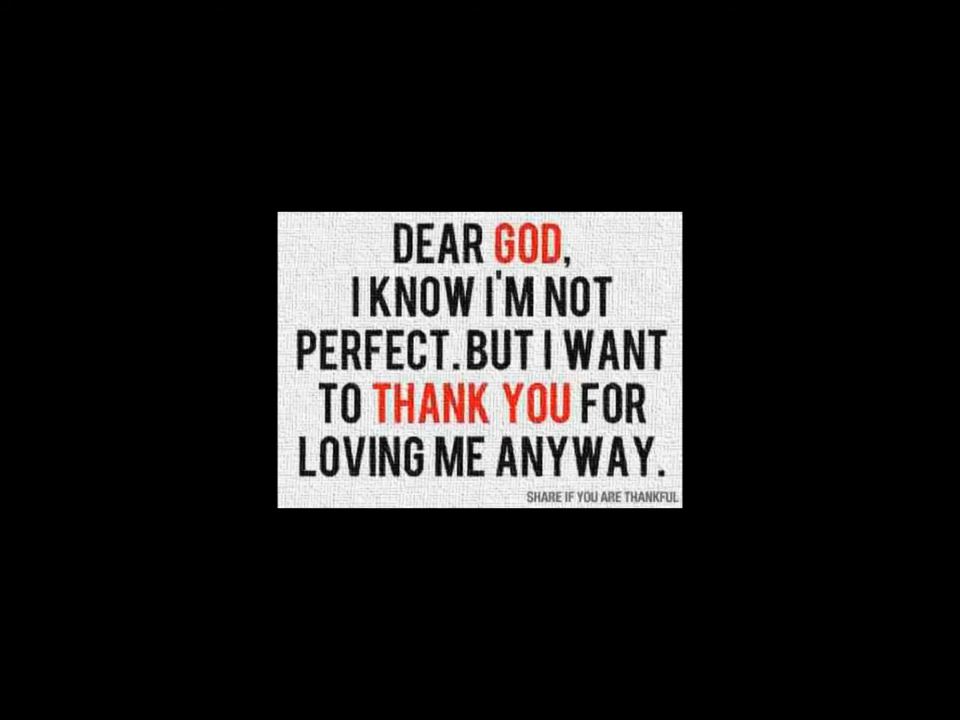 DEAR GOD,
I KNOW I'M NOT
PERFECT.BUT I WANT
TO THANK YOU FOR
LOVING ME ANYWAY.
SHARE IF YOU ARE THANKFUL